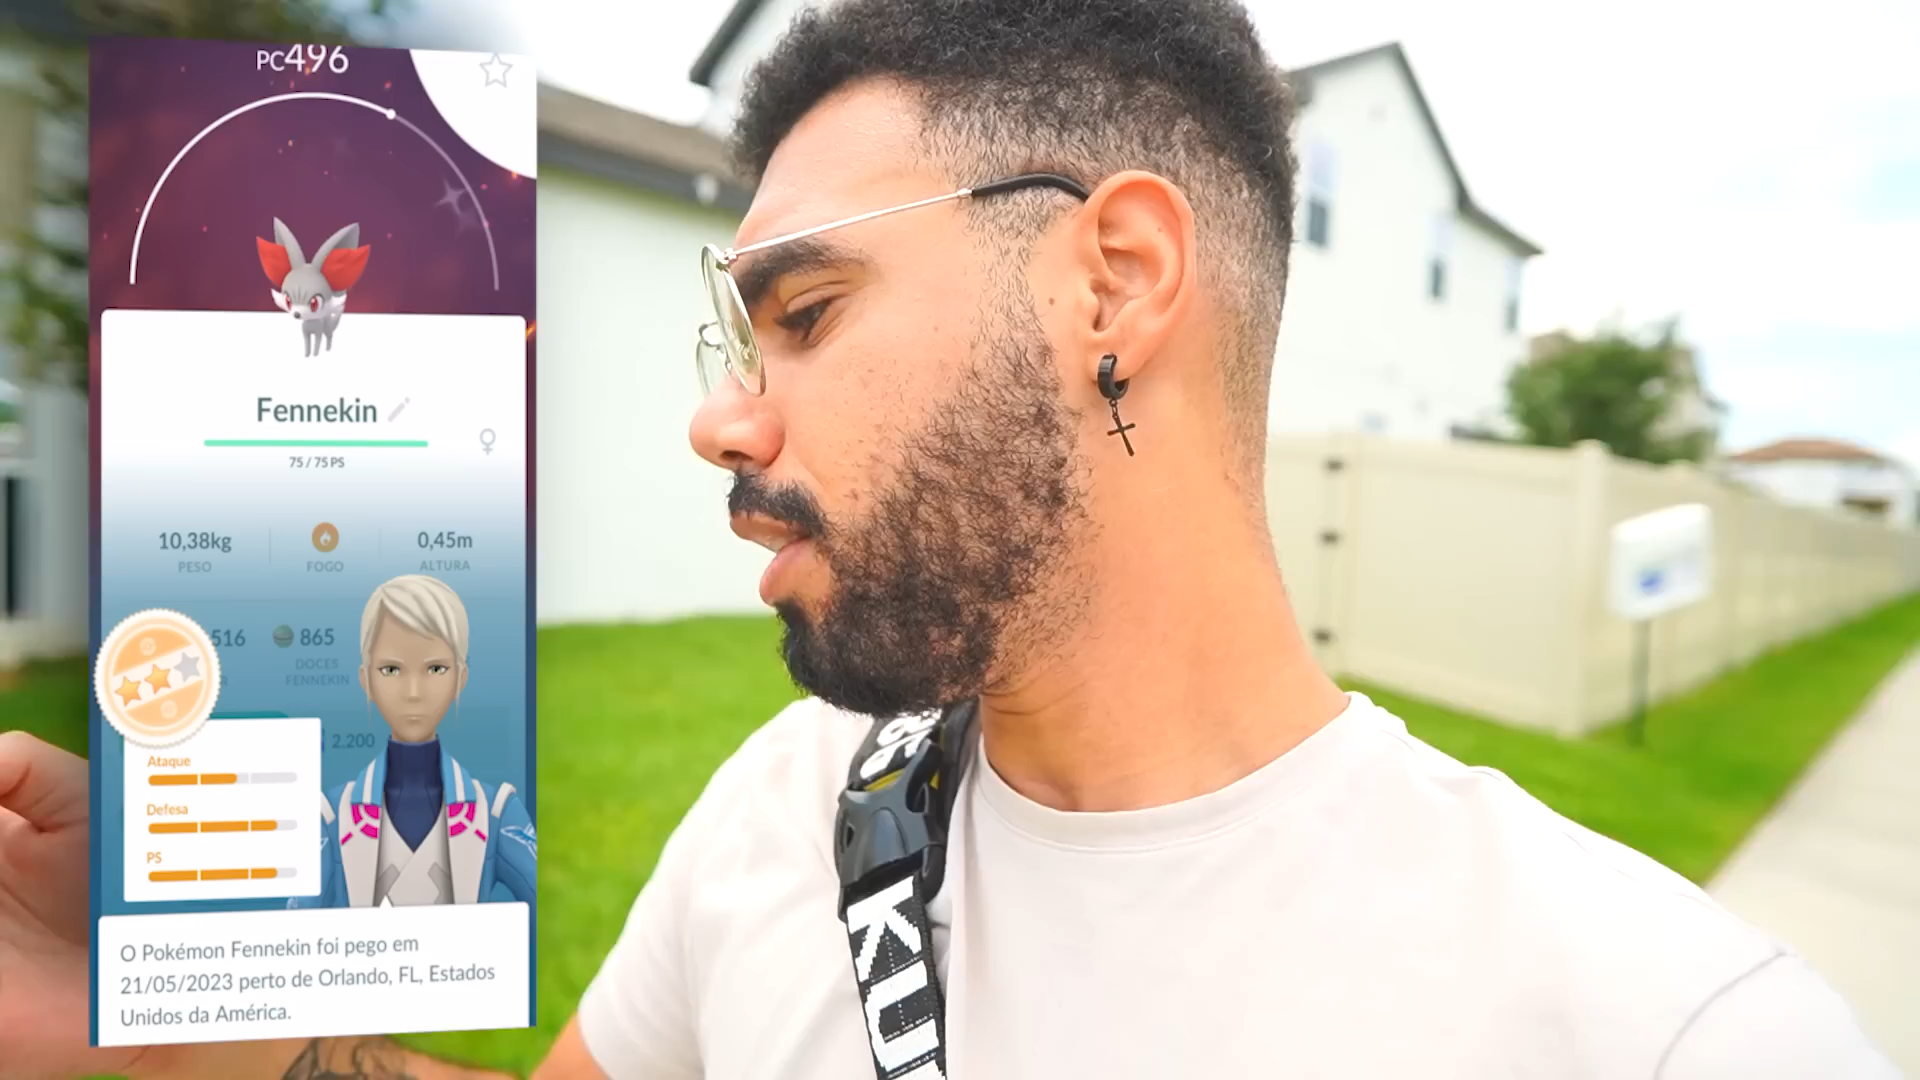 PC496
Fennekin
75 / 75 PS
10,38kg
PESO
FOGO
0,45m
ALTURA
516
865
DOCES
FENNEKIN
2.200
Ataque
Defesa
PS
O Pokémon Fennekin foi pego em
21/05/2023 perto de Orlando, FL, Estados
Unidos da América.